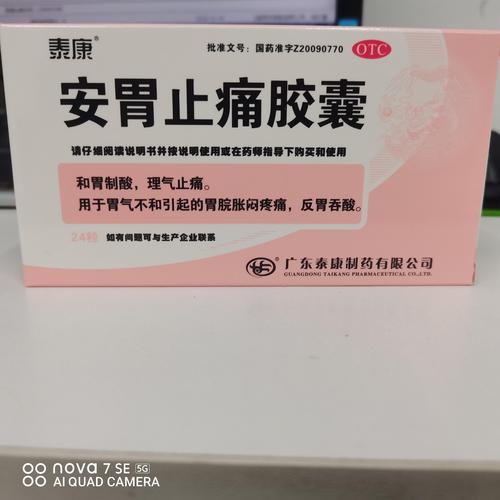 泰康®
批准文号：国药准字Z20090770
OTC
安胃止痛胶囊
请仔细阅读说明书并按说明使用或在药师指导下购买和使用
和胃制酸，理气止痛。
用于胃气不和引起的胃脘胀闷疼痛，反胃吞酸。
24粒 如有问题可与生产企业联系
广东泰康制药有限公司
GUANGDONG TAIKANG PHARMACEUTICAL CO.,LTD.
nova 7 SE 5G
AI QUAD CAMERA